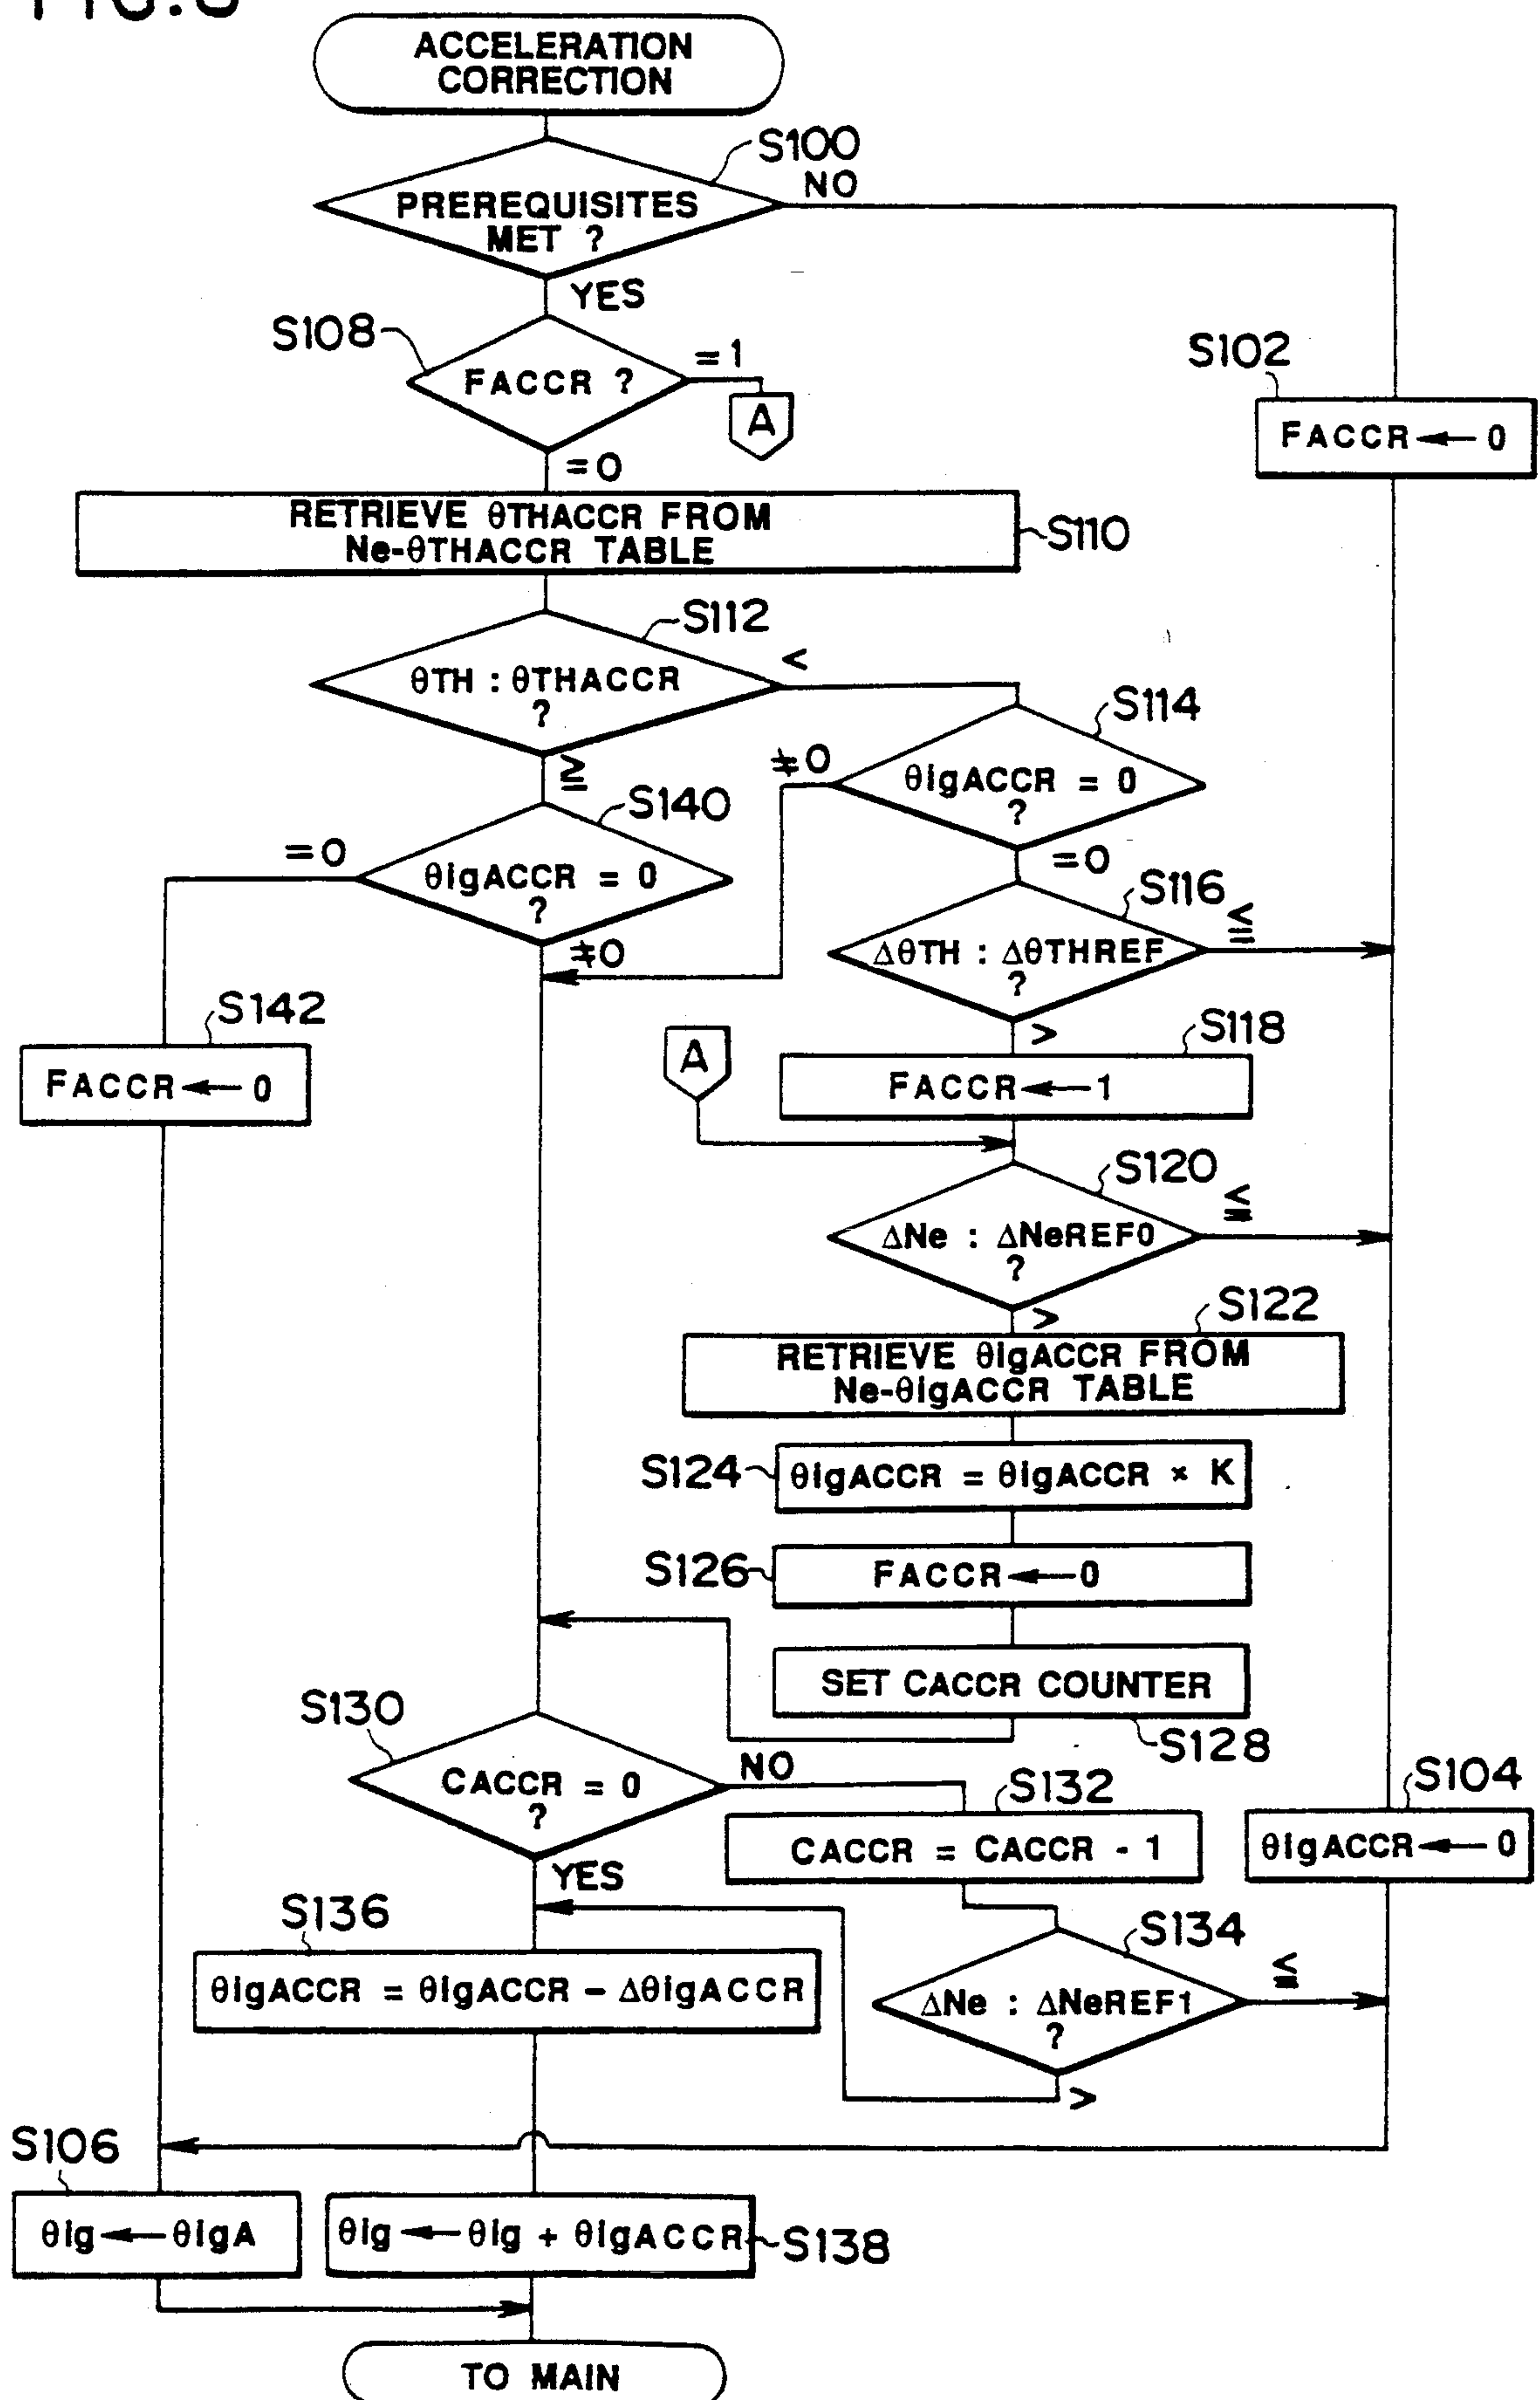 ACCELERATION
CORRECTION
S100
NO
PREREQUISITES
MET ?
YES
S108
FACCR ?
=1
A
=0
S102
FACCR ← 0
RETRIEVE θTHACCR FROM
Ne-θTHACCR TABLE
S110
S112
θTH : θTHACCR
?
<
≧
S114
θigACCR = 0
?
≠0
=0
S140
θigACCR = 0
?
=0
≠0
S116
ΔθTH : ΔθTHREF
?
≦
>
S142
FACCR ← 0
S118
FACCR ← 1
A
S120
ΔNe : ΔNeREF0
?
≦
>
S122
RETRIEVE θigACCR FROM
Ne-θigACCR TABLE
S124
θigACCR = θigACCR × K
S126
FACCR ← 0
SET CACCR COUNTER
S128
S130
CACCR = 0
?
NO
YES
S132
CACCR = CACCR - 1
S104
θigACCR ← 0
S136
θigACCR = θigACCR – ΔθigACCR
S134
ΔNe : ΔNeREF1
?
≦
>
S106
θig ← θigA
θig ← θig + θigACCR
S138
TO MAIN